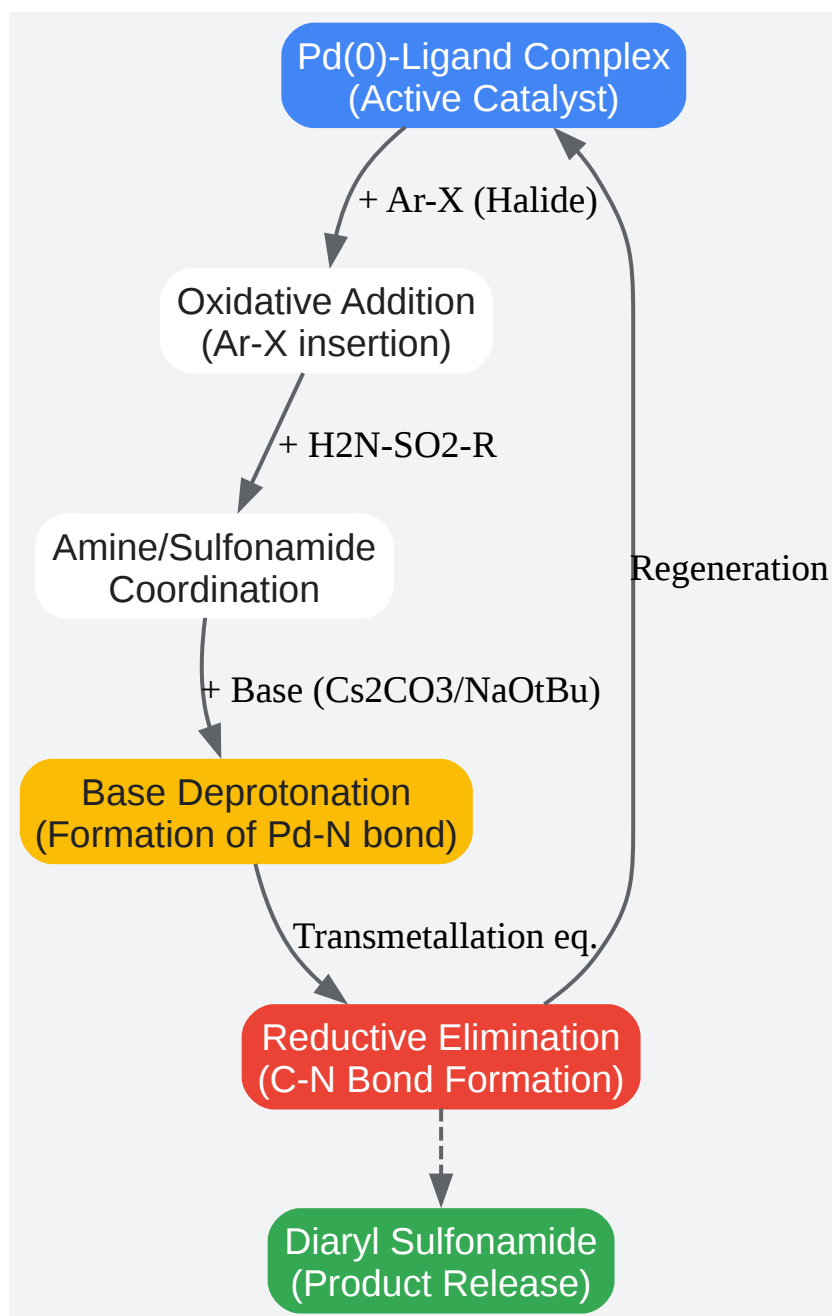 Pd(0)-Ligand Complex
(Active Catalyst)
+ Ar-X (Halide)
Oxidative Addition
(Ar-X insertion)
+ H2N-SO2-R
Amine/Sulfonamide
Coordination
Regeneration
+ Base (Cs2CO3/NaOtBu)
Base Deprotonation
(Formation of Pd-N bond)
Transmetallation eq.
Reductive Elimination
(C-N Bond Formation)
Diaryl Sulfonamide
(Product Release)